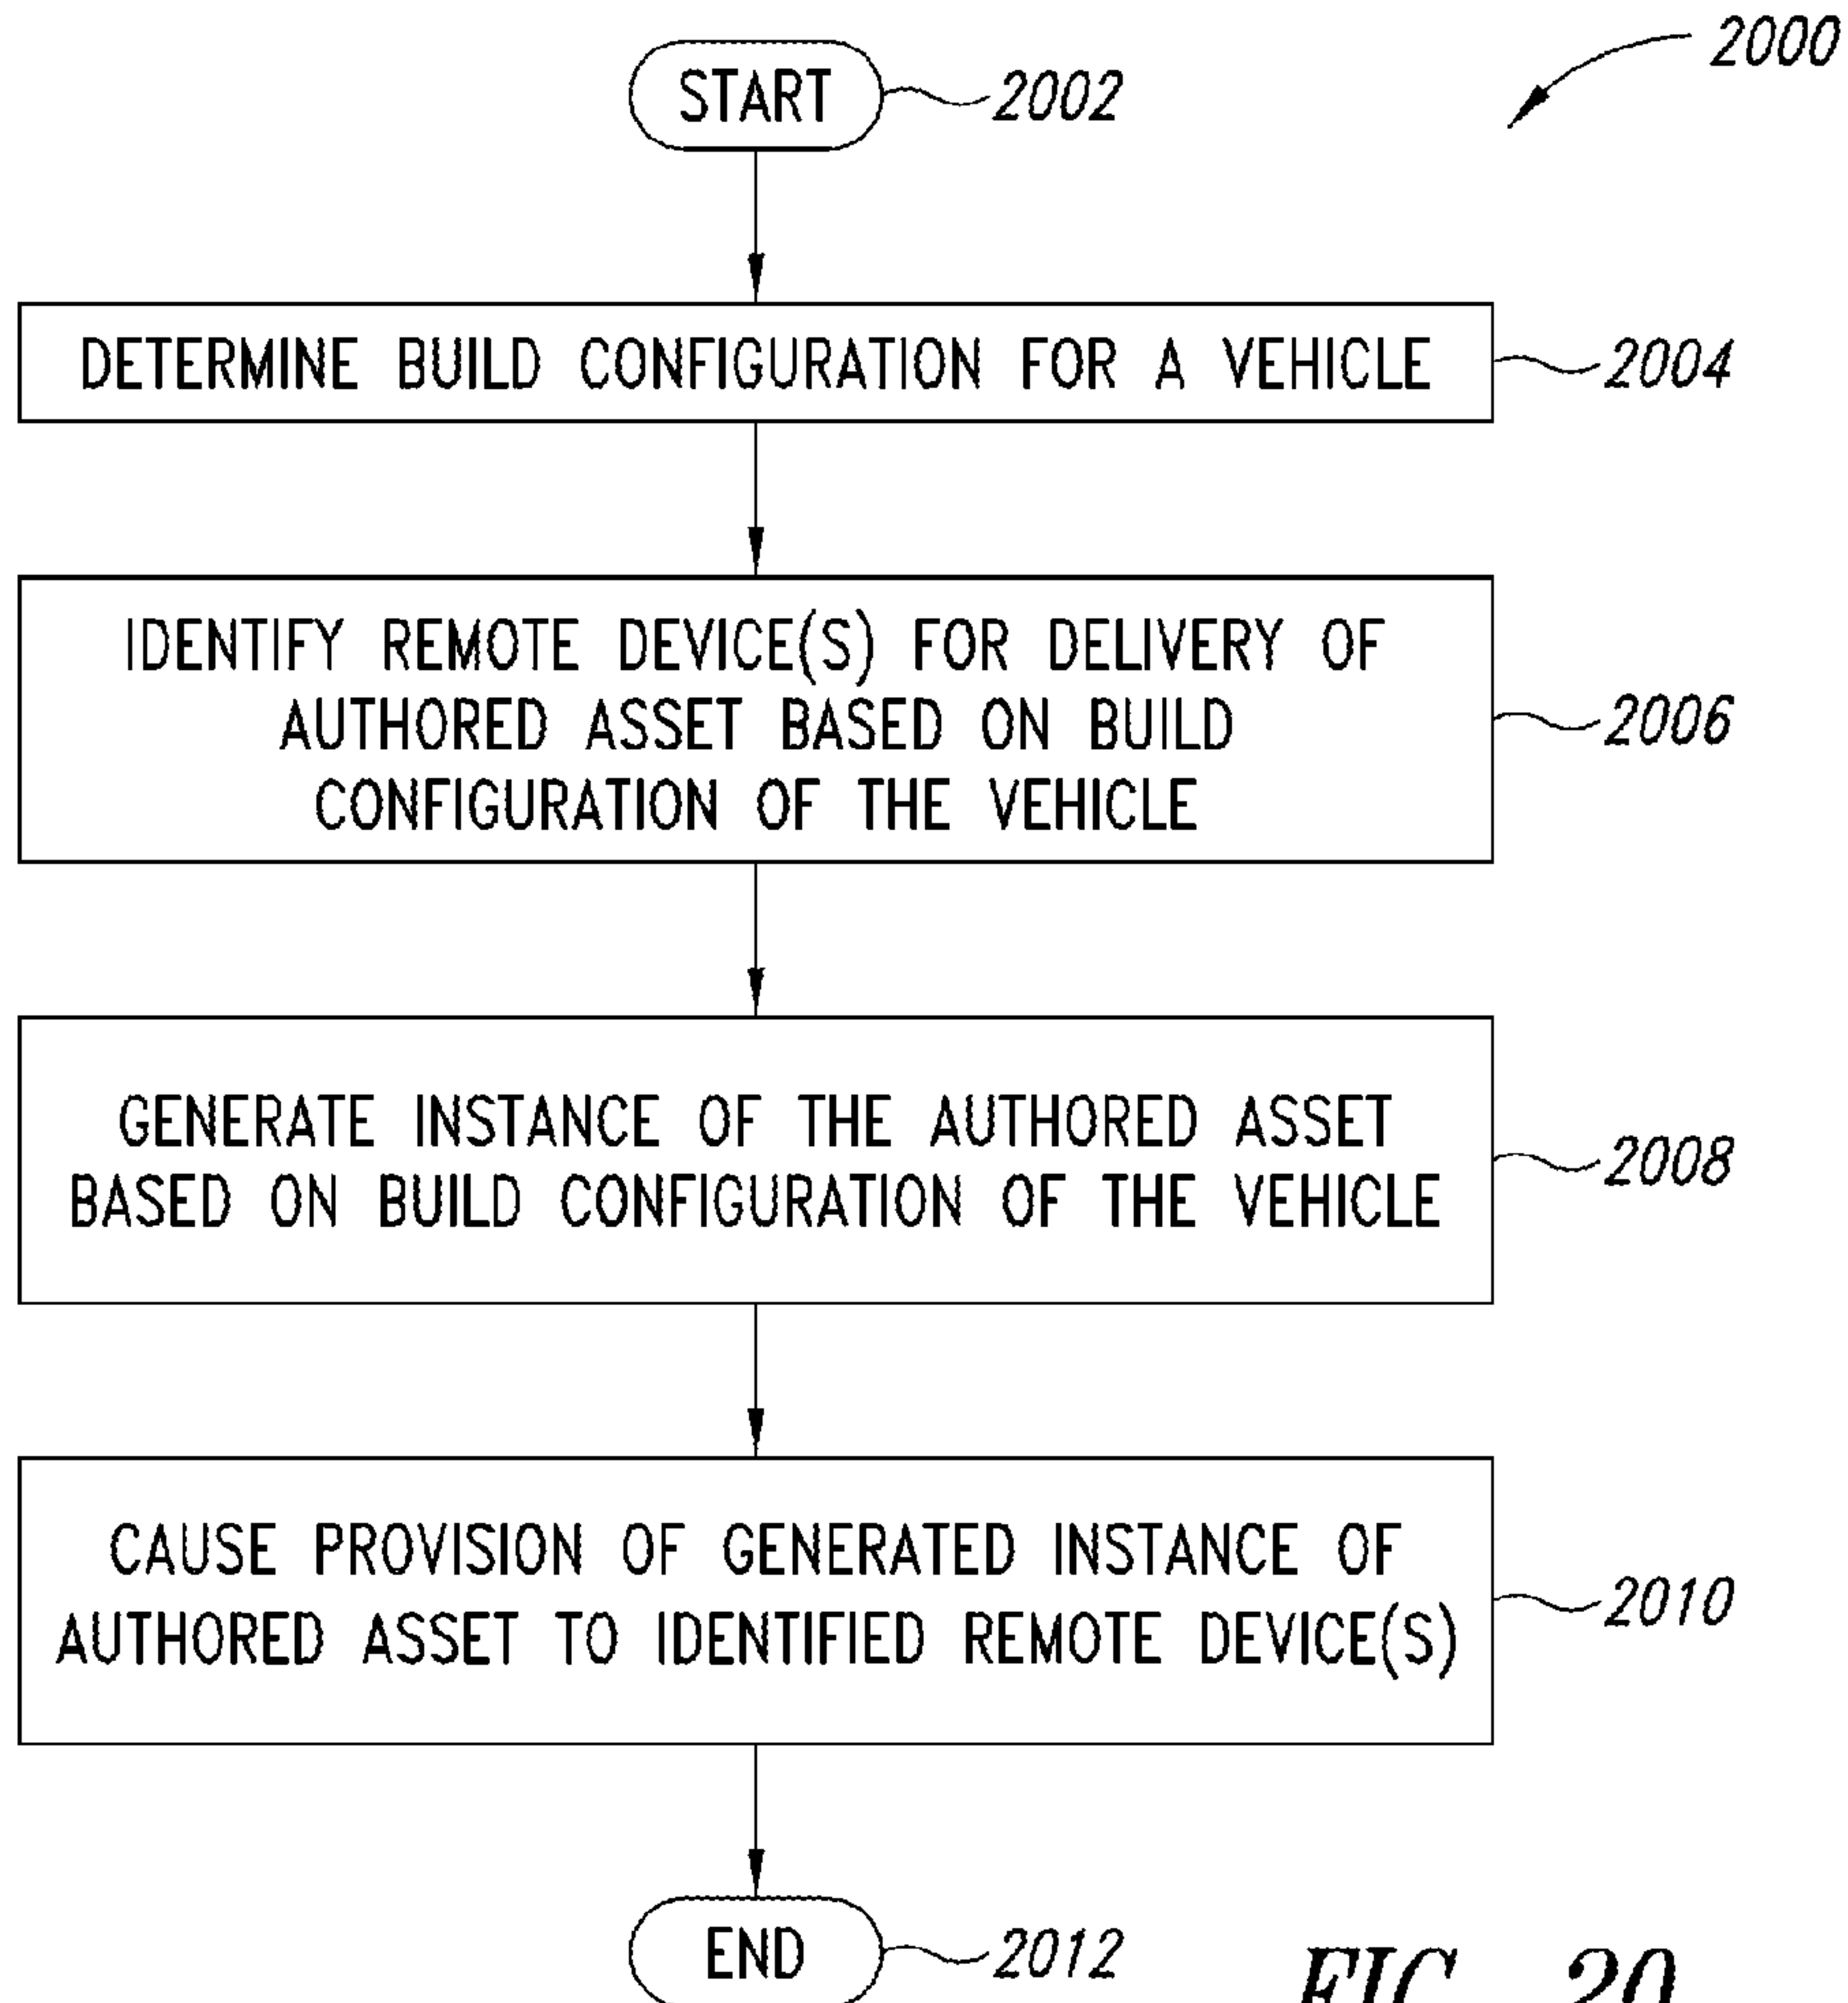 2000
START
2002
DETERMINE BUILD CONFIGURATION FOR A VEHICLE
2004
IDENTIFY REMOTE DEVICE(S) FOR DELIVERY OF
AUTHORED ASSET BASED ON BUILD
CONFIGURATION OF THE VEHICLE
2006
GENERATE INSTANCE OF THE AUTHORED ASSET
BASED ON BUILD CONFIGURATION OF THE VEHICLE
2008
CAUSE PROVISION OF GENERATED INSTANCE OF
AUTHORED ASSET TO IDENTIFIED REMOTE DEVICE(S)
2010
END
2012
FIG. 20